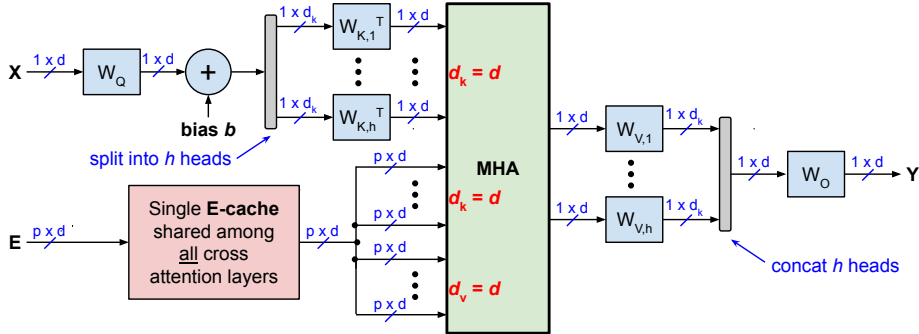 1 x d_k
W_K,1^T
1 x d
X
1 x d
W_Q
1 x d
+
d_k = d
bias b
1 x d_k
W_K,h^T
1 x d
split into h heads
1 x d
W_V,1
1 x d_k
MHA
1 x d
W_O
1 x d
Y
p x d
d_k = d
p x d
1 x d
W_V,h
1 x d_k
E
p x d
Single E-cache
shared among
all cross
attention layers
p x d
p x d
d_v = d
p x d
concat h heads